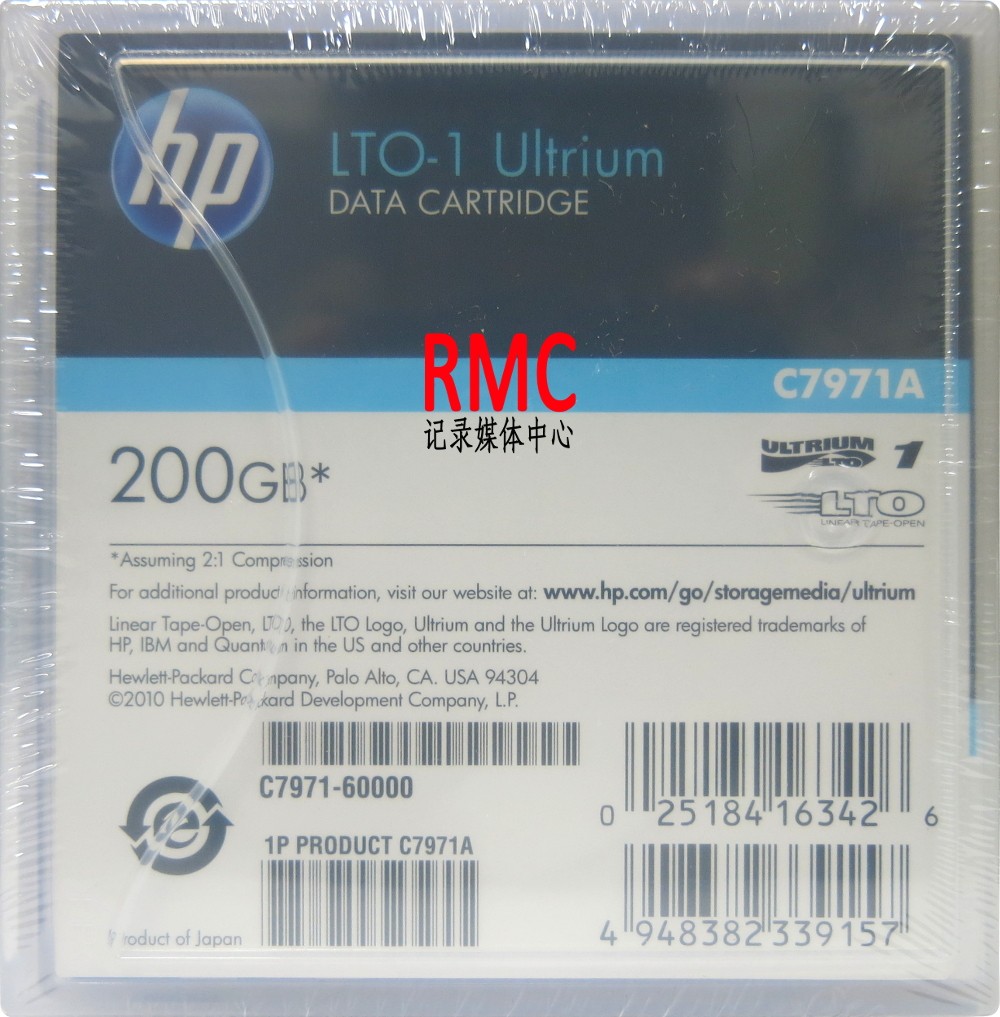 hp
LTO-1 Ultrium
DATA CARTRIDGE
RMC
记录媒体中心
C7971A
200GB*
ULTRIUM
LTO
1
LTO
LINEAR TAPE-OPEN
*Assuming 2:1 Compression
For additional product information, visit our website at: www.hp.com/go/storagemedia/ultrium
Linear Tape-Open, LTO, the LTO Logo, Ultrium and the Ultrium Logo are registered trademarks of
HP, IBM and Quantum in the US and other countries.
Hewlett-Packard Company, Palo Alto, CA. USA 94304
©2010 Hewlett-Packard Development Company, L.P.
C7971-60000
1P PRODUCT C7971A
0 25184 16342 6
4 948382 339157
Product of Japan